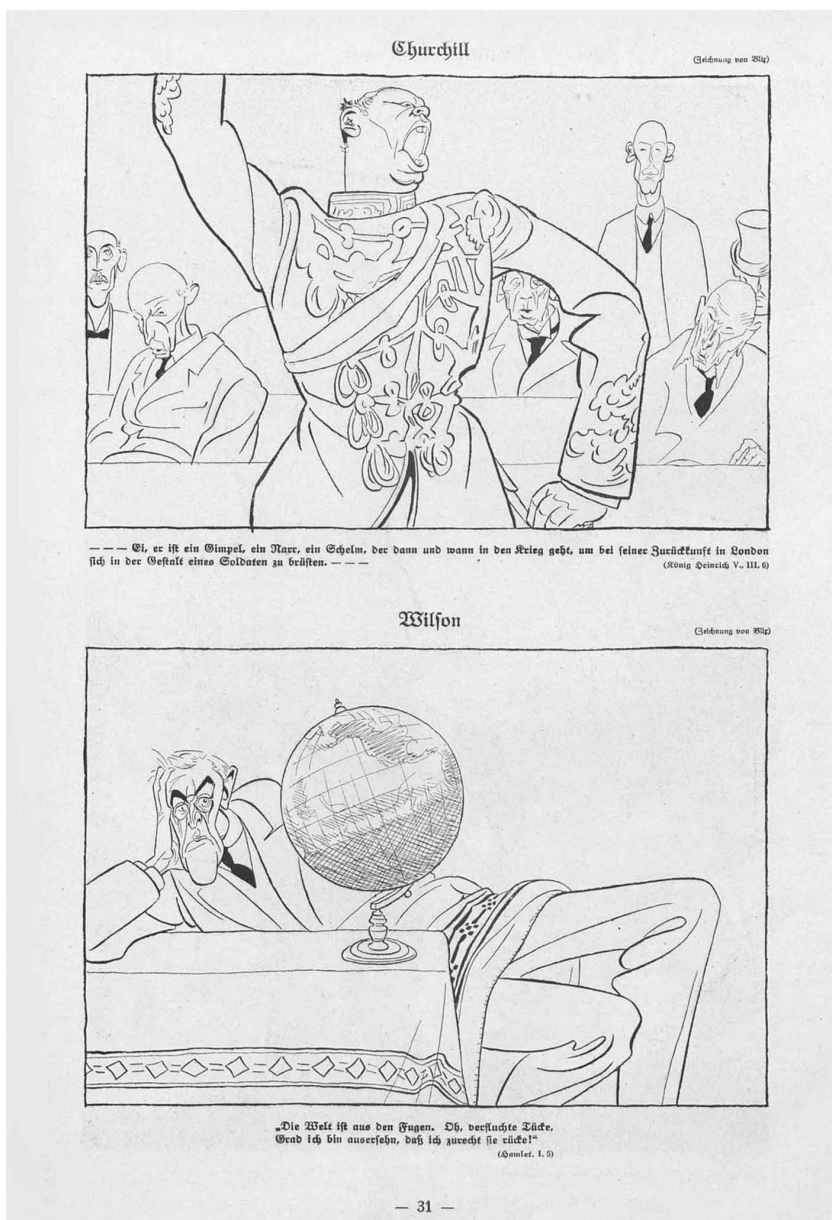 Churchill
(Zeichnung von Blix)
— — — Ei, er ist ein Gimpel, ein Narr, ein Schelm, der dann und wann in den Krieg geht, um bei seiner Zurückkunft in London
sich in der Gestalt eines Soldaten zu brüsten. — — —
(König Heinrich V., III, 6)
Wilson
(Zeichnung von Blix)
„Die Welt ist aus den Fugen. Oh, verfluchte Tücke,
Grad ich bin ausersehn, daß ich zurecht sie rücke!“
(Hamlet, I, 5)
— 31 —